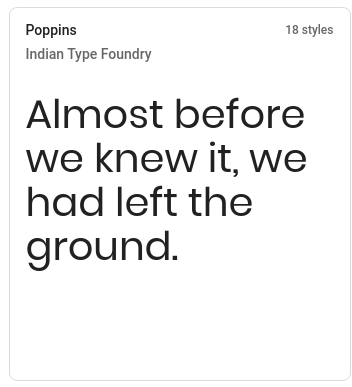 Poppins
18 styles
Indian Type Foundry
Almost before
we knew it, we
had left the
ground.